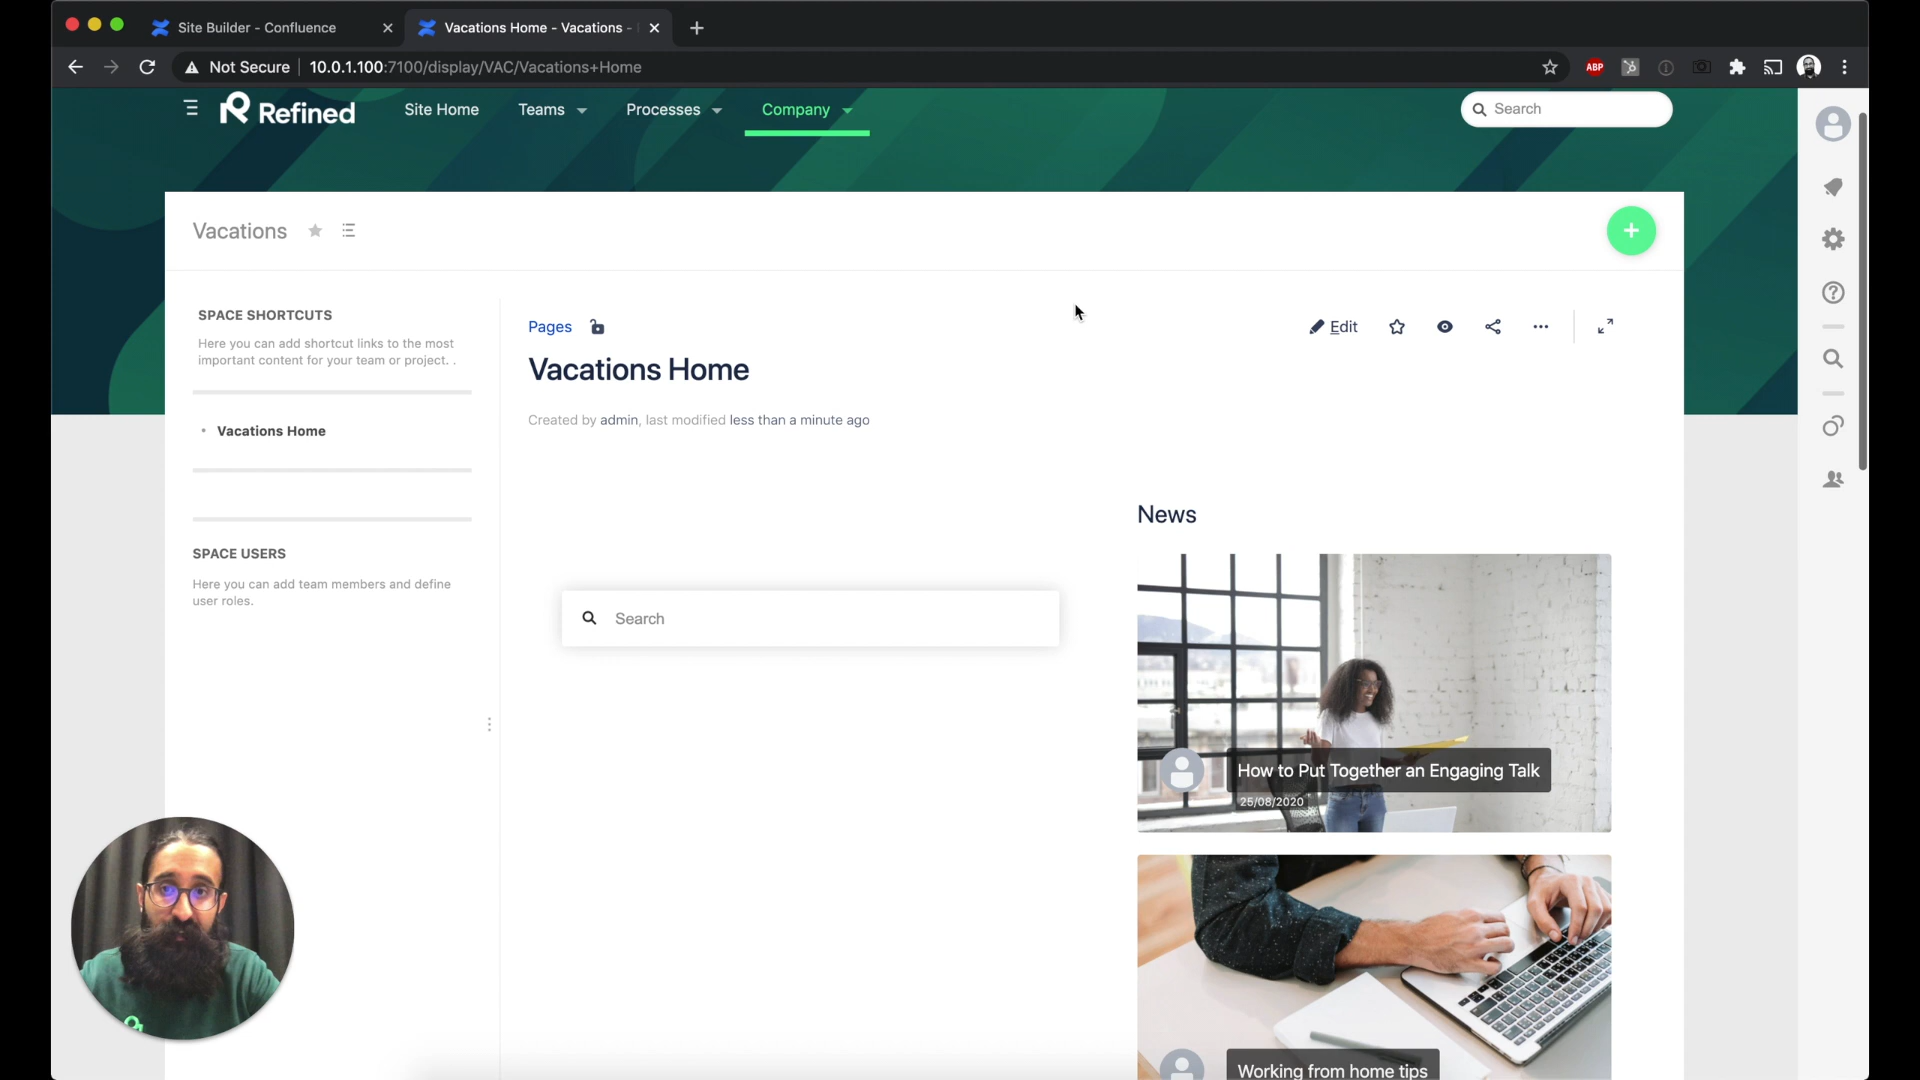 Site Builder - Confluence
Vacations Home - Vacations -
Not Secure
10.0.1.100:7100/display/VAC/Vacations+Home
ABP
Refined
Site Home
Teams
Processes
Company
Search
Vacations
SPACE SHORTCUTS
Here you can add shortcut links to the most
important content for your team or project. .
Vacations Home
SPACE USERS
Here you can add team members and define
user roles.
Pages
Edit
Vacations Home
Created by admin, last modified less than a minute ago
Search
News
How to Put Together an Engaging Talk
25/08/2020
Working from home tips